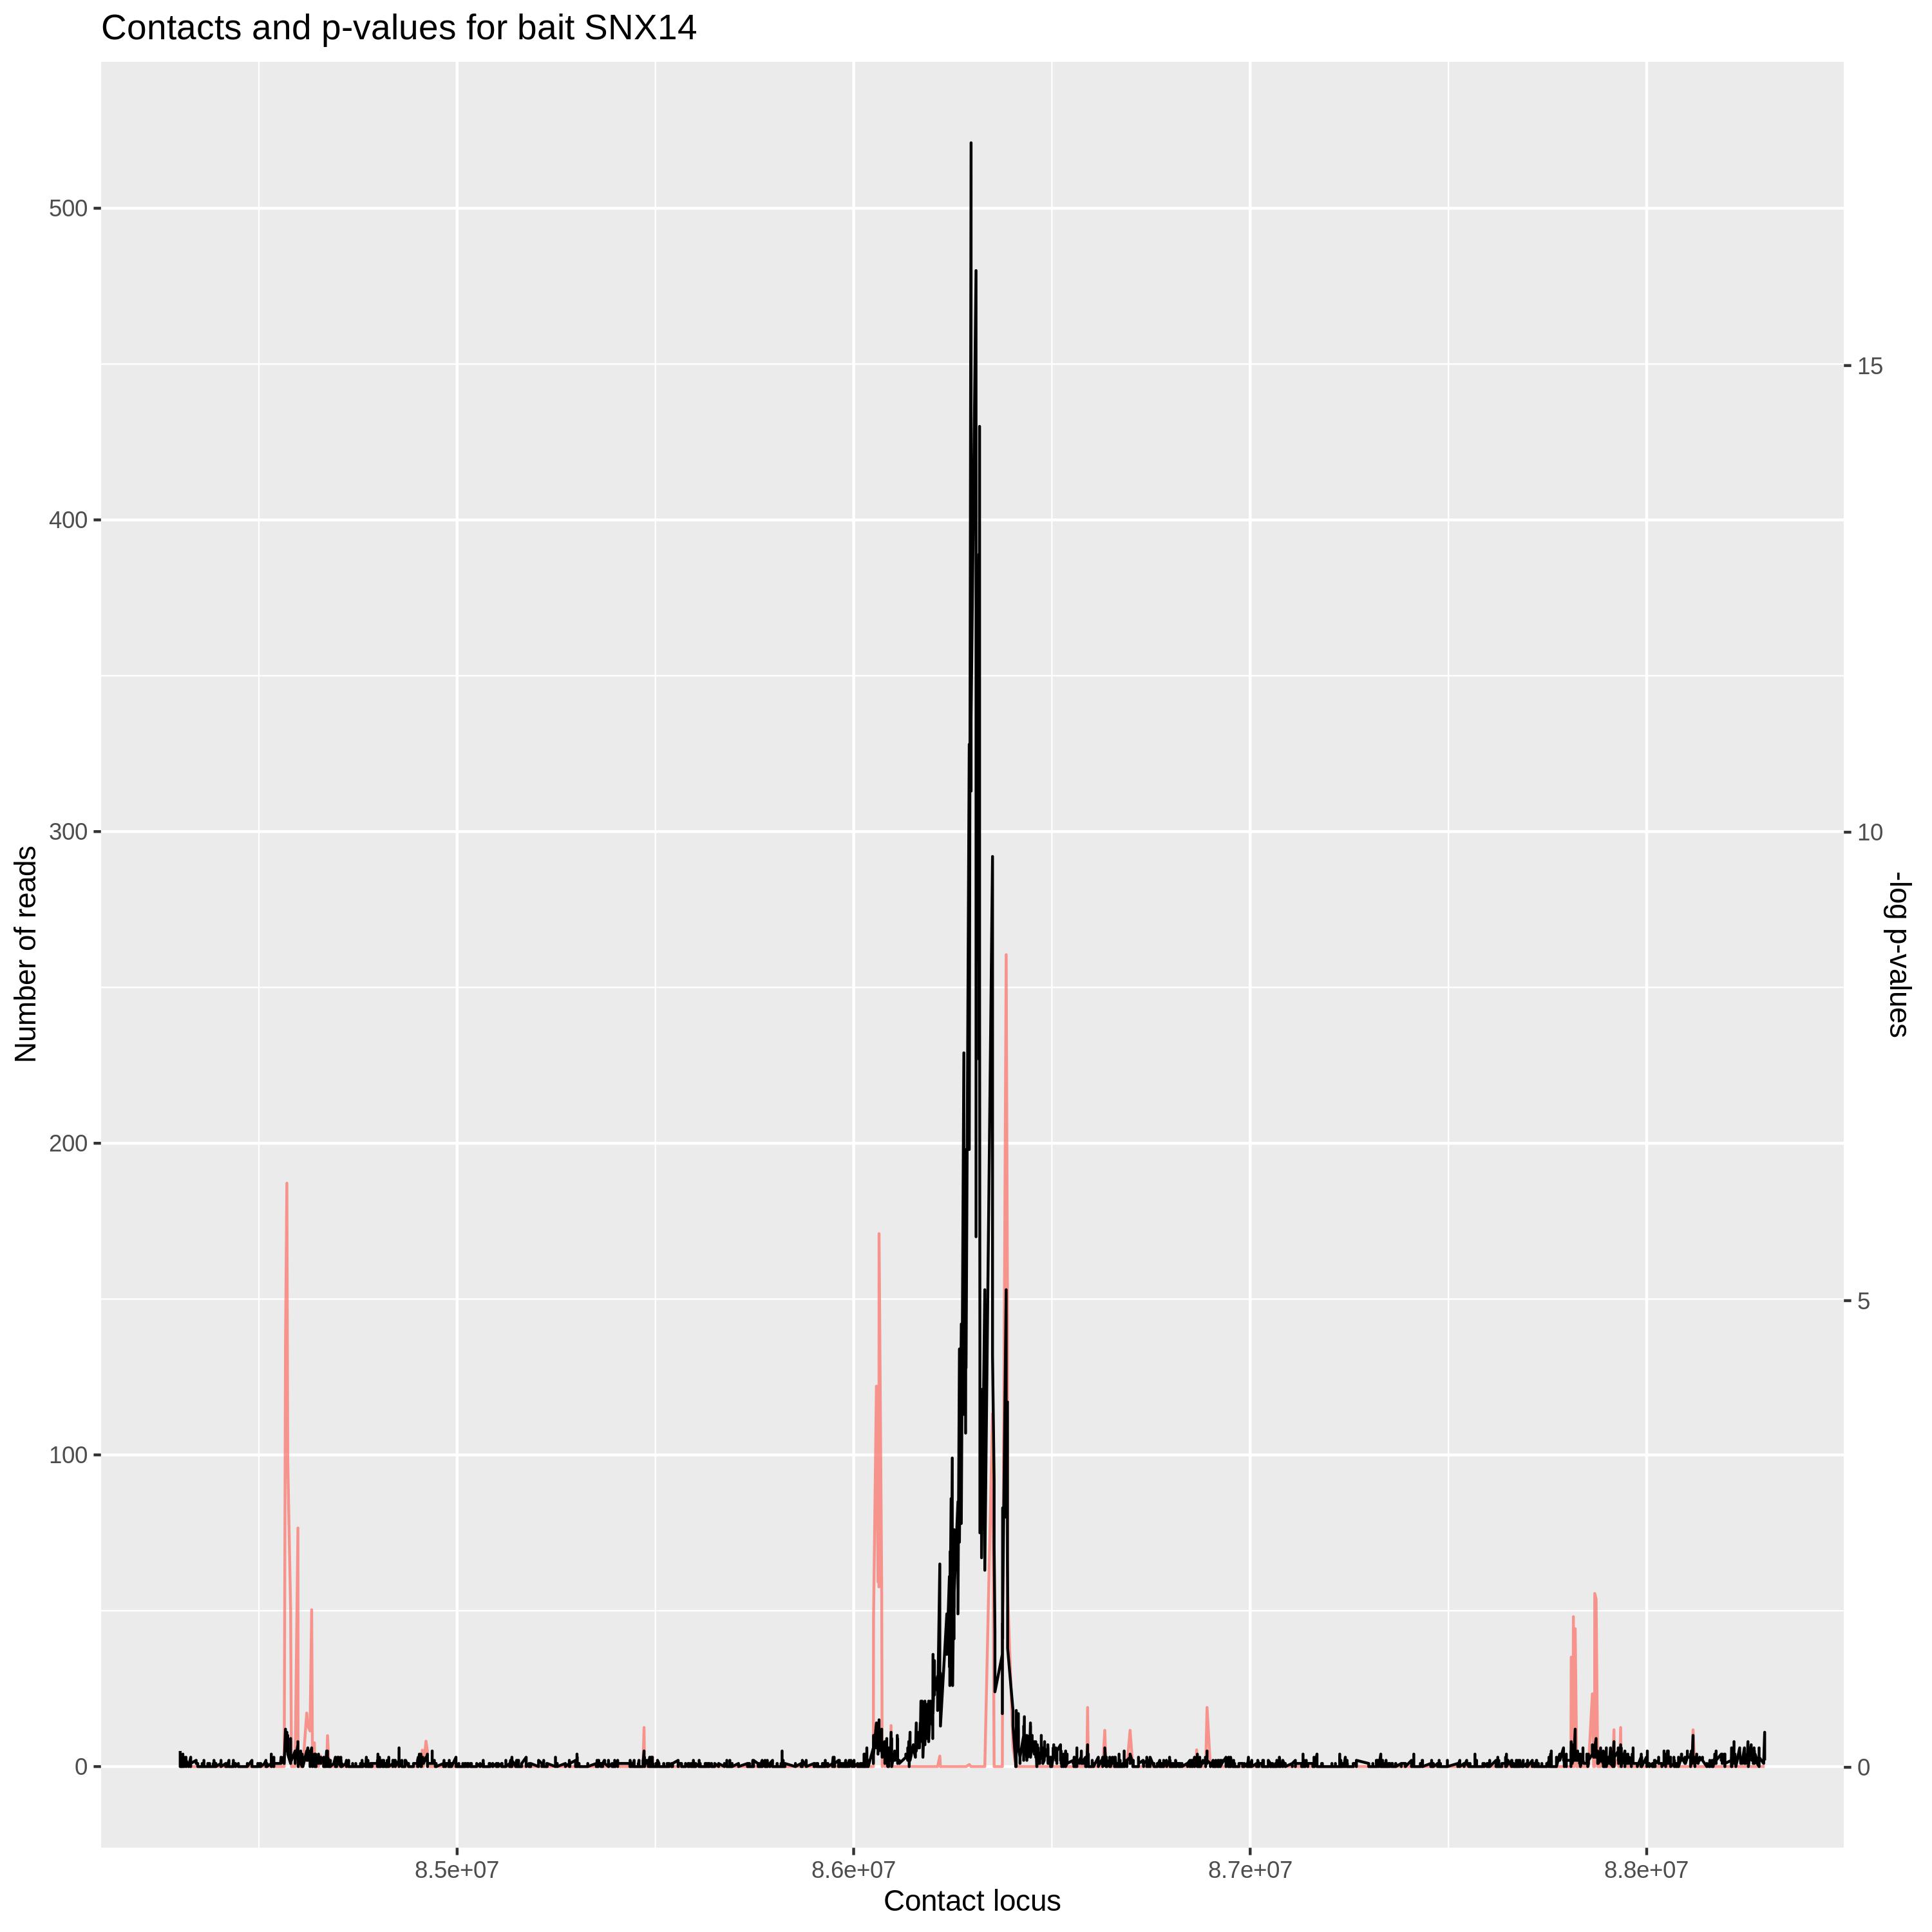 Contacts and p-values for bait SNX14
Number of reads
500
400
300
200
100
0
15
10
5
0
-log p-values
8.5e+07
8.6e+07
8.7e+07
8.8e+07
Contact locus